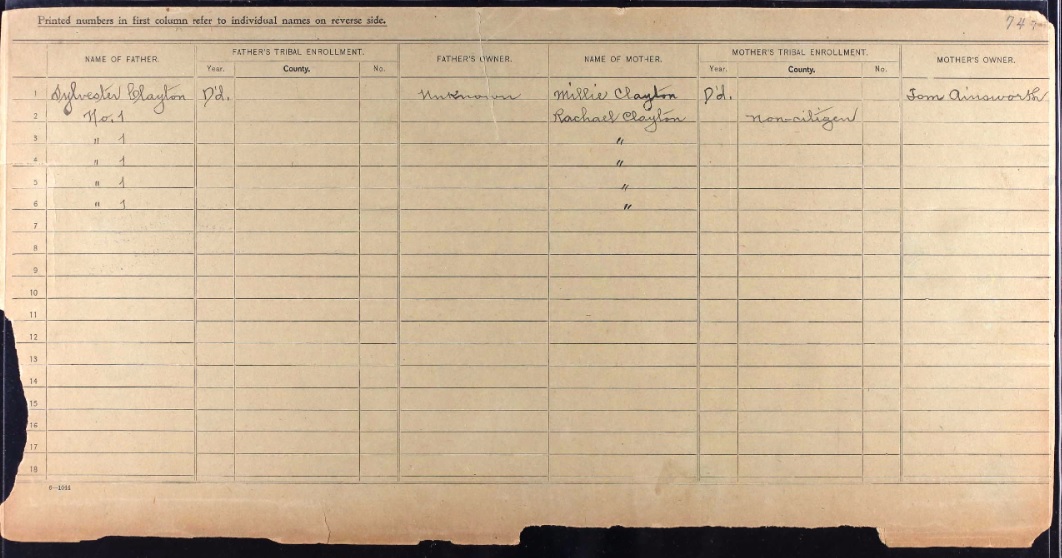 Printed numbers in first column refer to individual names on reverse side.
747
NAME OF FATHER. FATHER'S TRIBAL ENROLLMENT. FATHER'S OWNER. NAME OF MOTHER. MOTHER'S TRIBAL ENROLLMENT. MOTHER'S OWNER.
Year. County. No. Year. County. No.
1 Sylvester Clayton D'd. Unknown Millie Clayton D'd. Tom Ainsworth
2 No. 1 Rachael Clayton non-citizen
3 " 1 "
4 " 1 "
5 " 1 "
6 " 1 "
7
8
9
10
11
12
13
14
15
16
17
18
6-1011